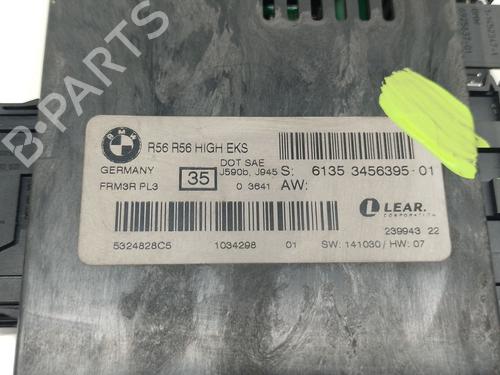 B-PARTS
BMW
R56 R56 HIGH EKS
GERMANY
FRM3R PL3
35
DOT SAE
J590b, J945
0 3641
S: 6135 3456395-01
AW:
LEAR.
CORPORATION
239943 22
5324828C5 1034298 01 SW: 141030/ HW: 07